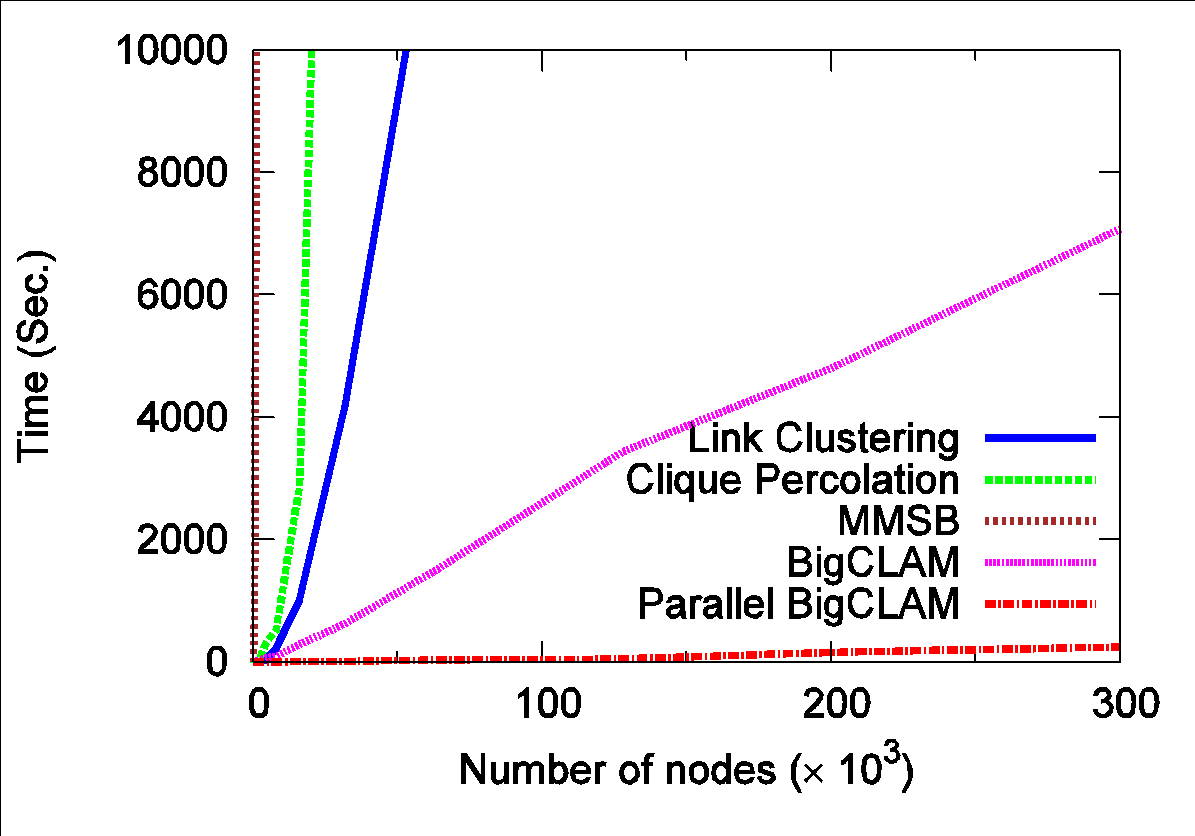 10000
8000
6000
4000
2000
0
Time (Sec.)
Link Clustering
Clique Percolation
MMSB
BigCLAM
Parallel BigCLAM
0 100 200 300
Number of nodes (× 10³)